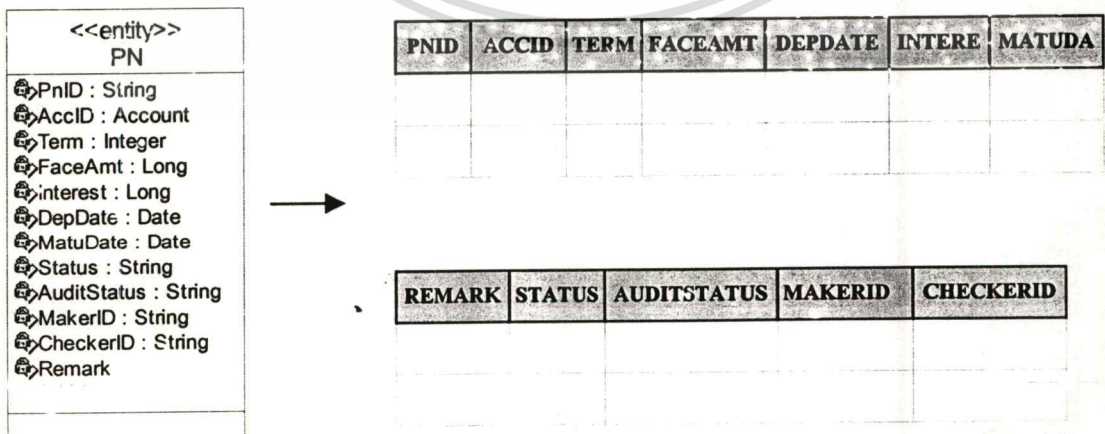 <<entity>>
PN
PnID : String
AccID : Account
Term : Integer
FaceAmt : Long
interest : Long
DepDate : Date
MatuDate : Date
Status : String
AuditStatus : String
MakerID : String
CheckerID : String
Remark
PNID ACCID TERM FACEAMT DEPDATE INTERE MATUDA
REMARK STATUS AUDITSTATUS MAKERID CHECKERID